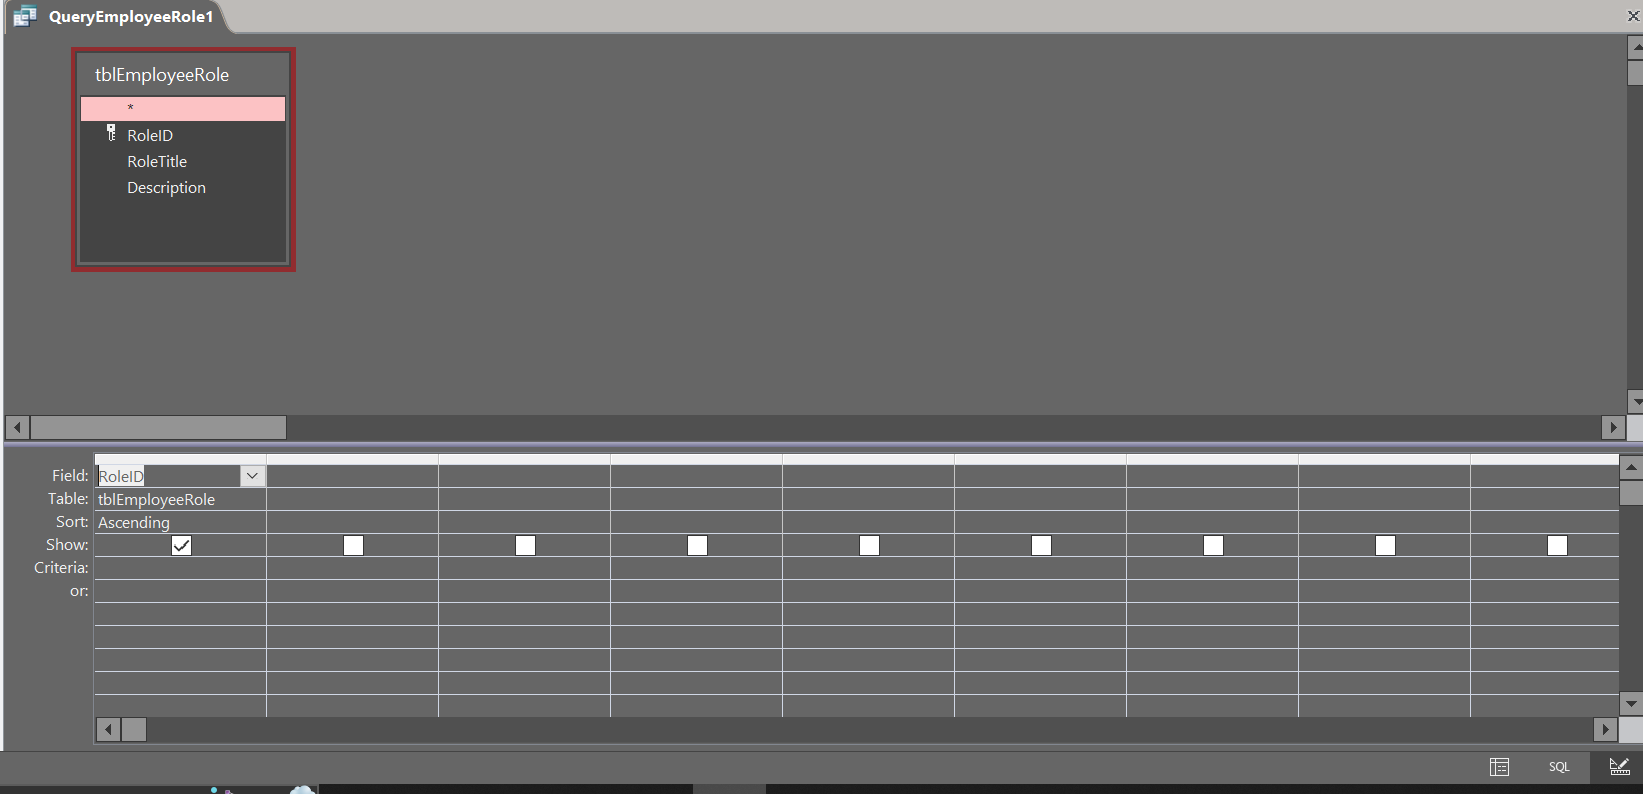 QueryEmployeeRole1
tblEmployeeRole
*
RoleID
RoleTitle
Description
Field: RoleID
Table: tblEmployeeRole
Sort: Ascending
Show:
Criteria:
or:
SQL